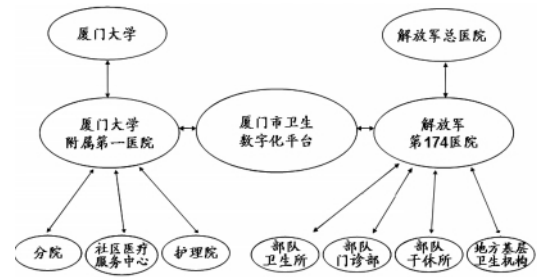 厦门大学
解放军总医院
厦门大学
附属第一医院
厦门市卫生
数字化平台
解放军
第174医院
分院
社区医疗
服务中心
护理院
部队
卫生所
部队
门诊部
部队
干休所
地方基层
卫生机构